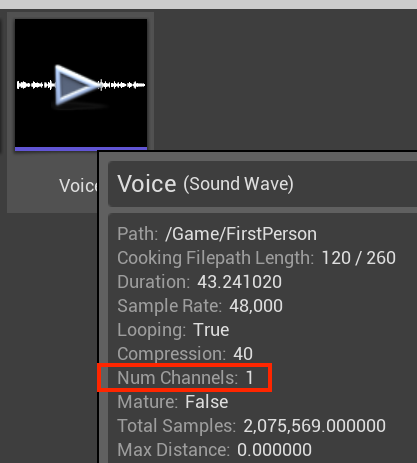 Voice
Voice (Sound Wave)
Path: /Game/FirstPerson
Cooking Filepath Length: 120 / 260
Duration: 43.241020
Sample Rate: 48,000
Looping: True
Compression: 40
Num Channels: 1
Mature: False
Total Samples: 2,075,569.000000
Max Distance: 0.000000